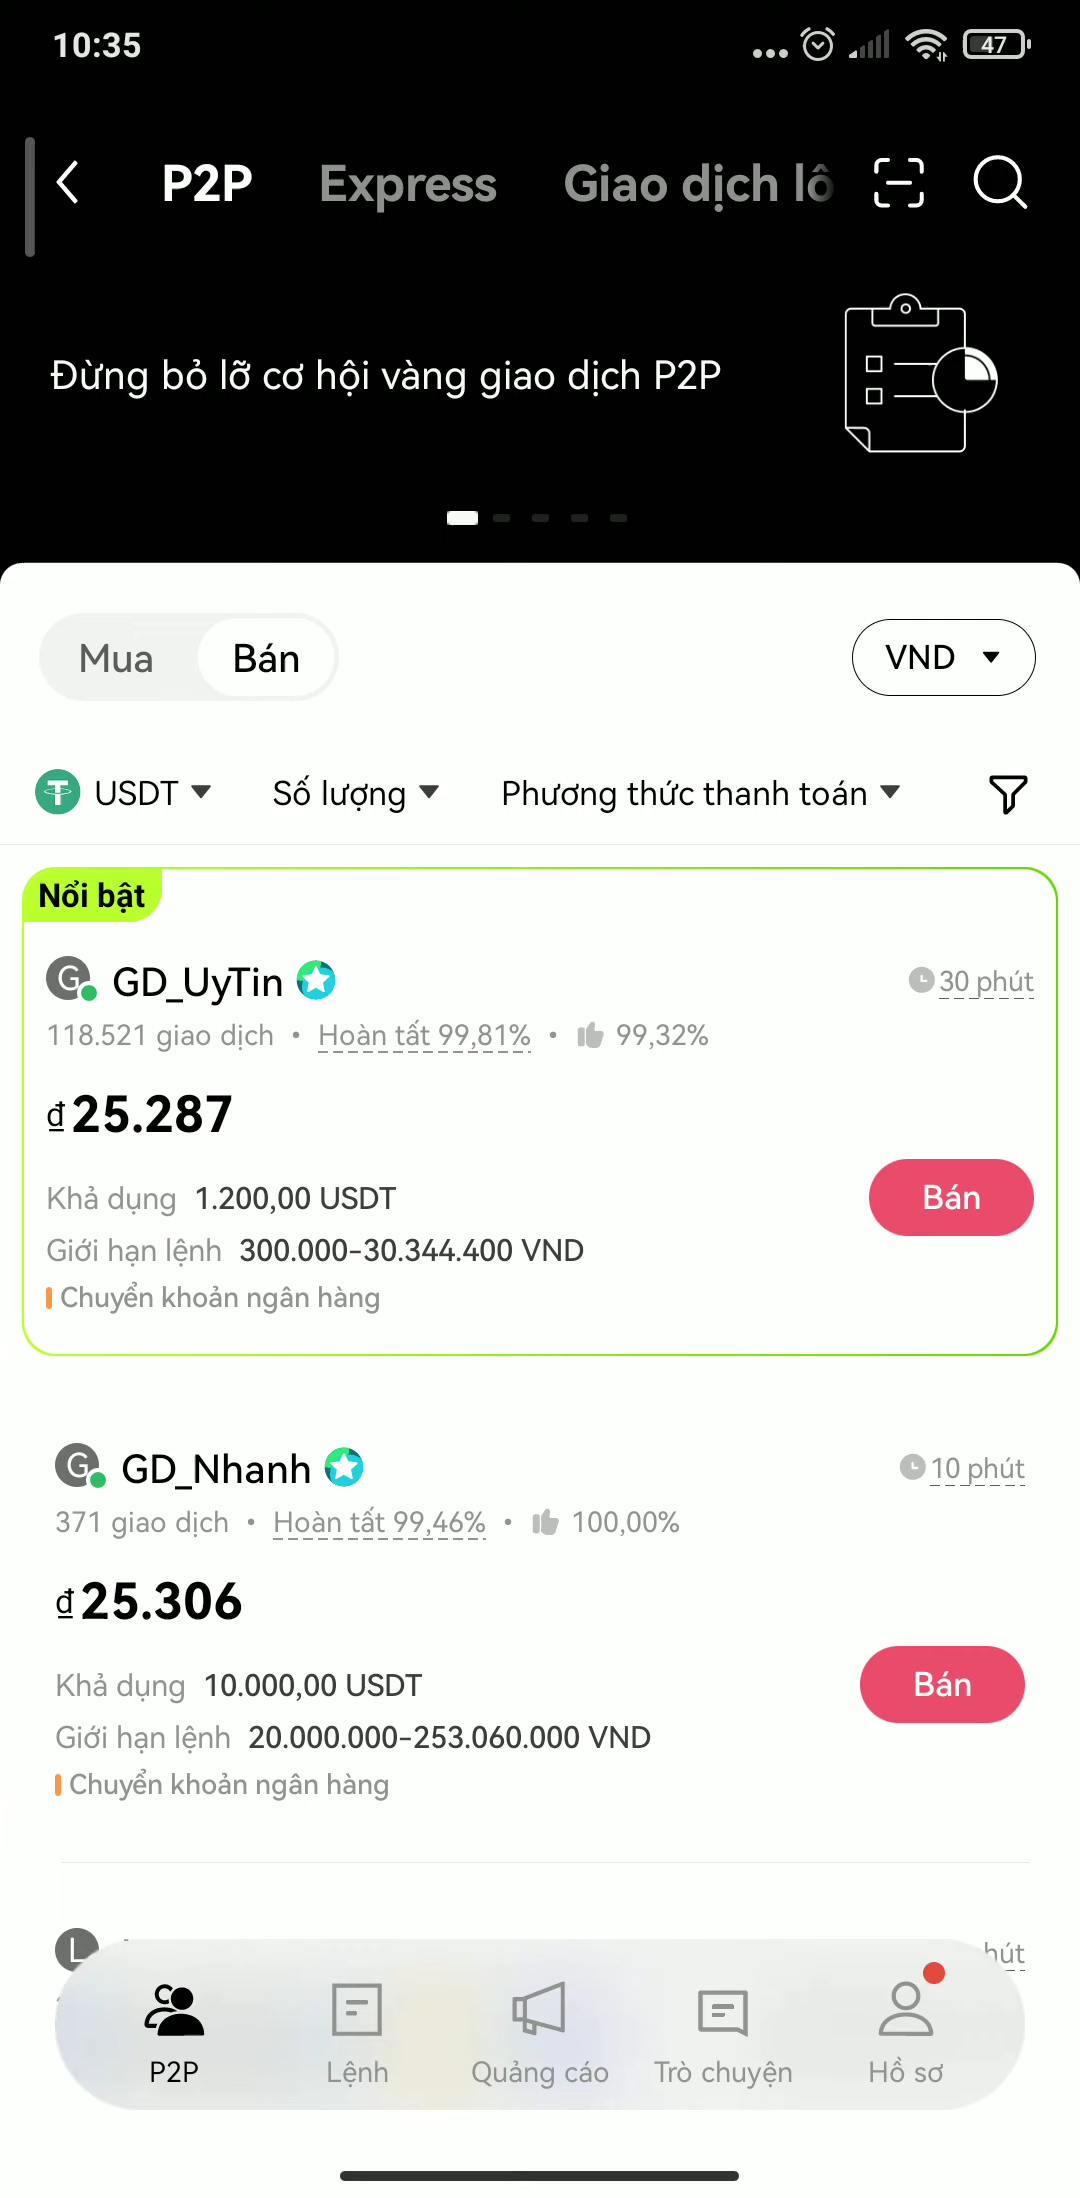 10:35
47
P2P Express Giao dịch lô
Đừng bỏ lỡ cơ hội vàng giao dịch P2P
Mua Bán VND
USDT Số lượng Phương thức thanh toán
Nổi bật
G GD_UyTin 30 phút
118.521 giao dịch • Hoàn tất 99,81% • 99,32%
₫25.287
Khả dụng 1.200,00 USDT
Bán
Giới hạn lệnh 300.000-30.344.400 VND
Chuyển khoản ngân hàng
G GD_Nhanh 10 phút
371 giao dịch • Hoàn tất 99,46% • 100,00%
₫25.306
Khả dụng 10.000,00 USDT
Bán
Giới hạn lệnh 20.000.000-253.060.000 VND
Chuyển khoản ngân hàng
L
P2P Lệnh Quảng cáo Trò chuyện Hồ sơ